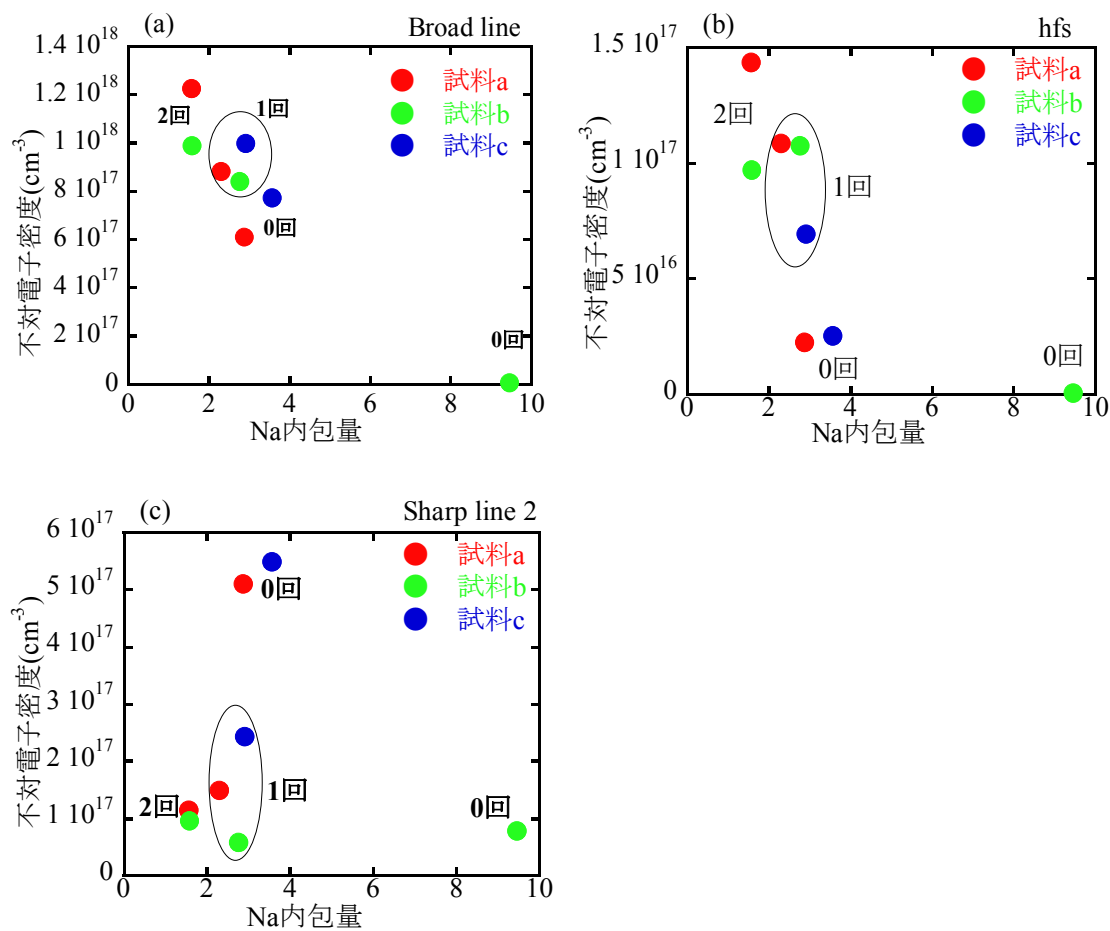 (a) Broad line
1.4 10^18
1.2 10^18
1 10^18
8 10^17
6 10^17
4 10^17
2 10^17
0
不対電子密度(cm^-3)
試料a
試料b
試料c
2回
1回
0回
0回
0 2 4 6 8 10
Na内包量
(b) hfs
1.5 10^17
1 10^17
5 10^16
0
不対電子密度(cm^-3)
試料a
試料b
試料c
2回
1回
0回
0回
0 2 4 6 8 10
Na内包量
(c) Sharp line 2
6 10^17
5 10^17
4 10^17
3 10^17
2 10^17
1 10^17
0
不対電子密度(cm^-3)
試料a
試料b
試料c
0回
2回
1回
0回
0 2 4 6 8 10
Na内包量